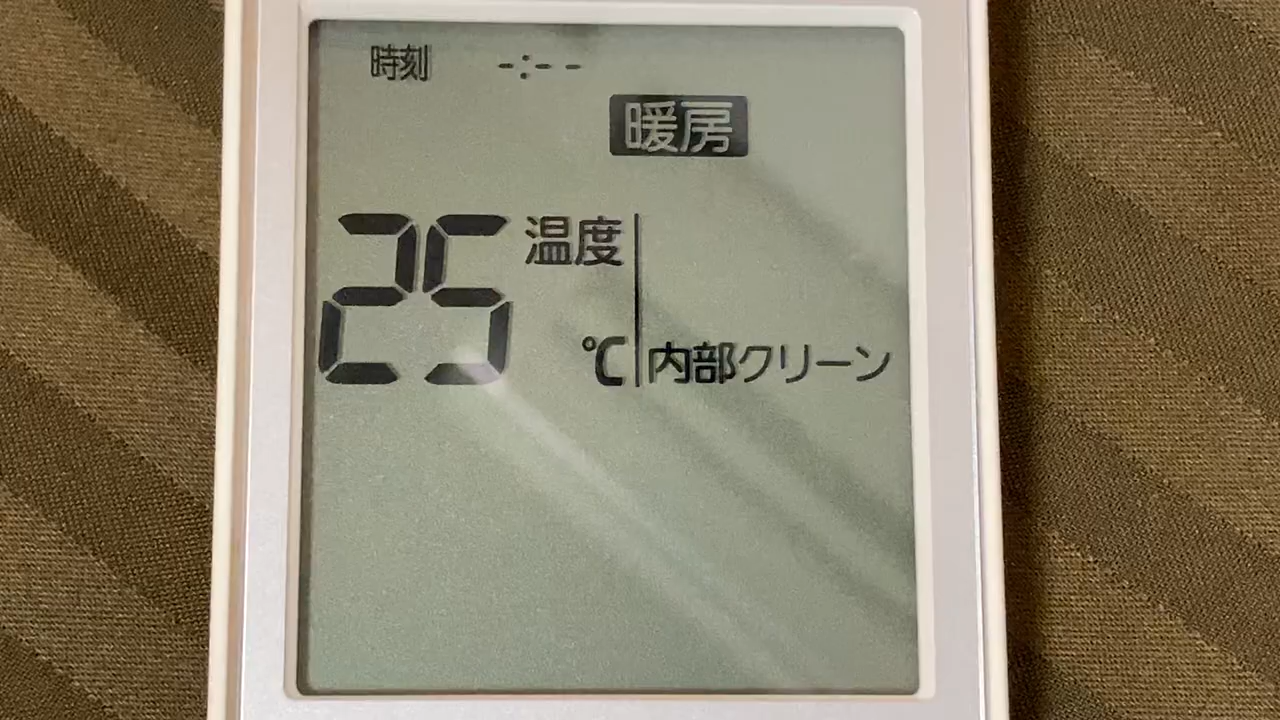 時刻 -:--
暖房
25 温度
℃ 内部クリーン